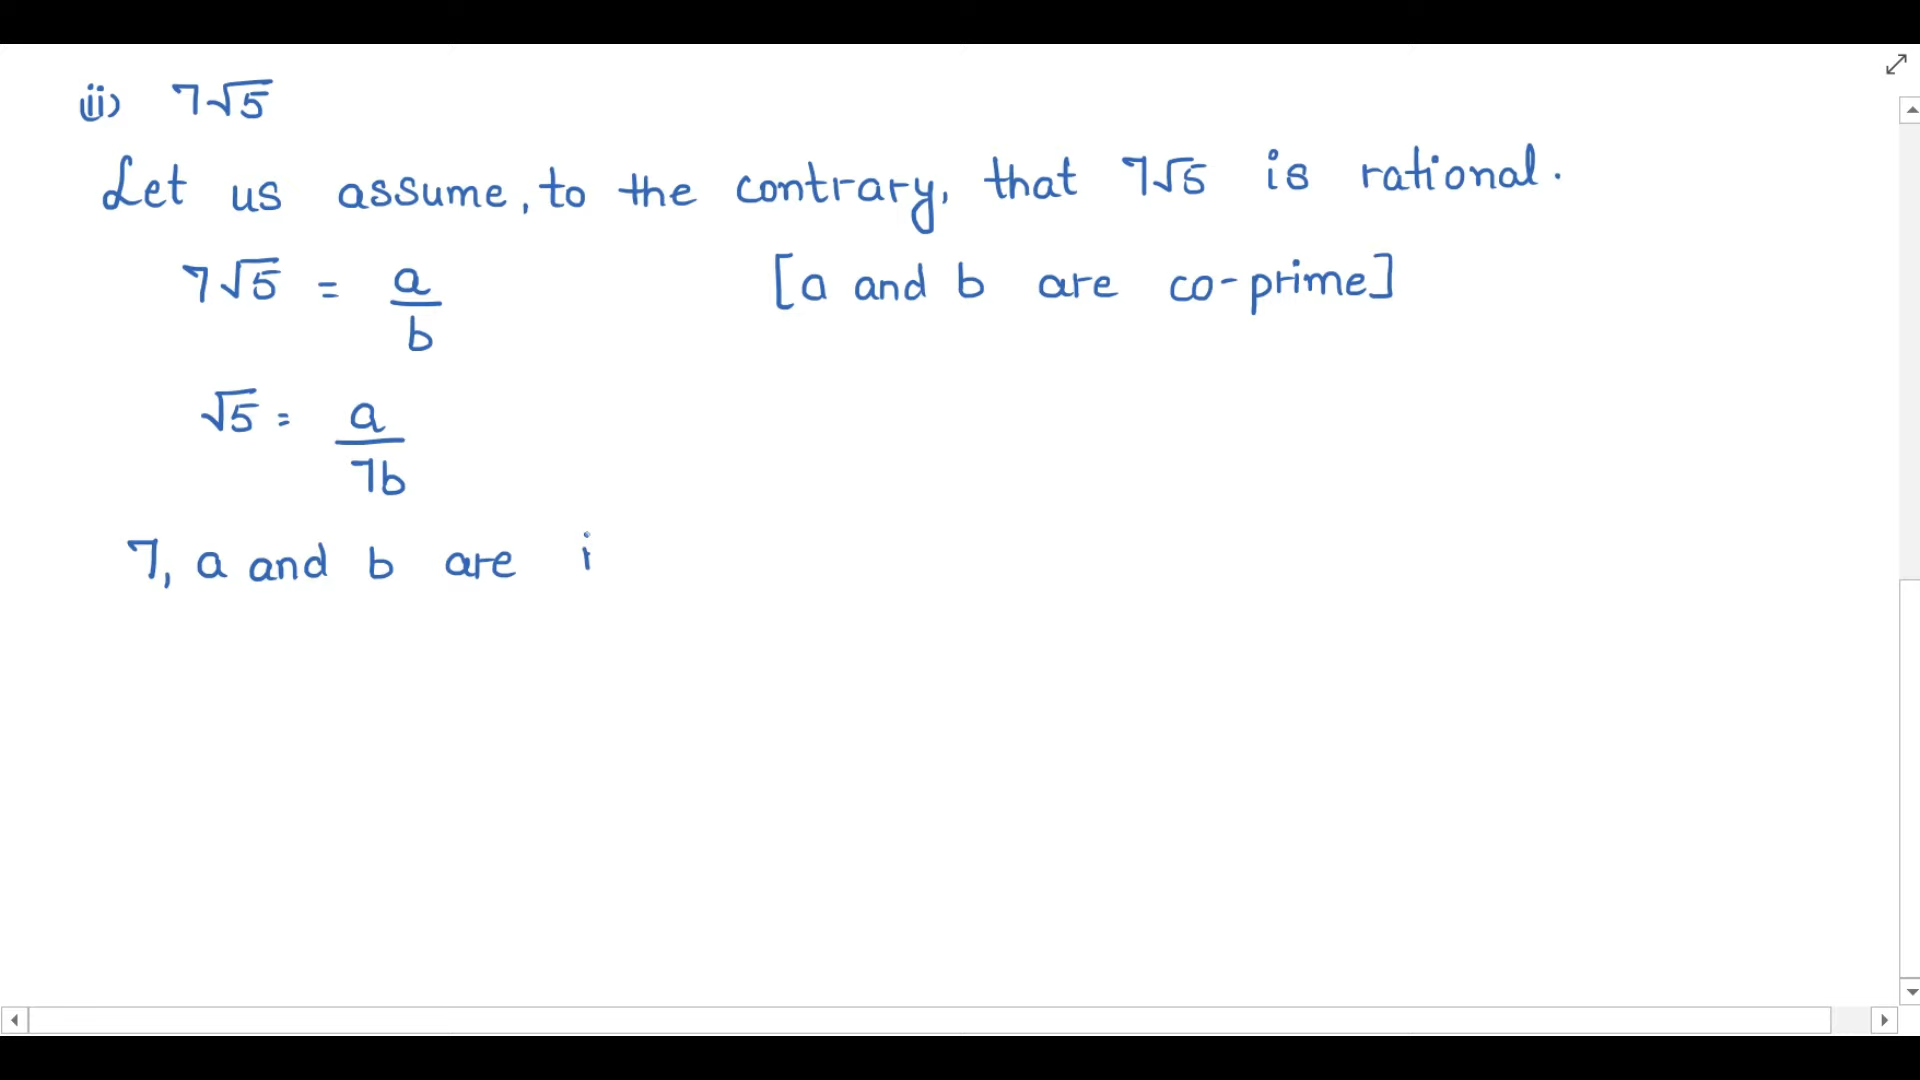 (ii) 7√5
Let us assume, to the contrary, that 7√5 is rational.
7√5 = a/b [a and b are co-prime]
√5 = a/7b
7, a and b are i